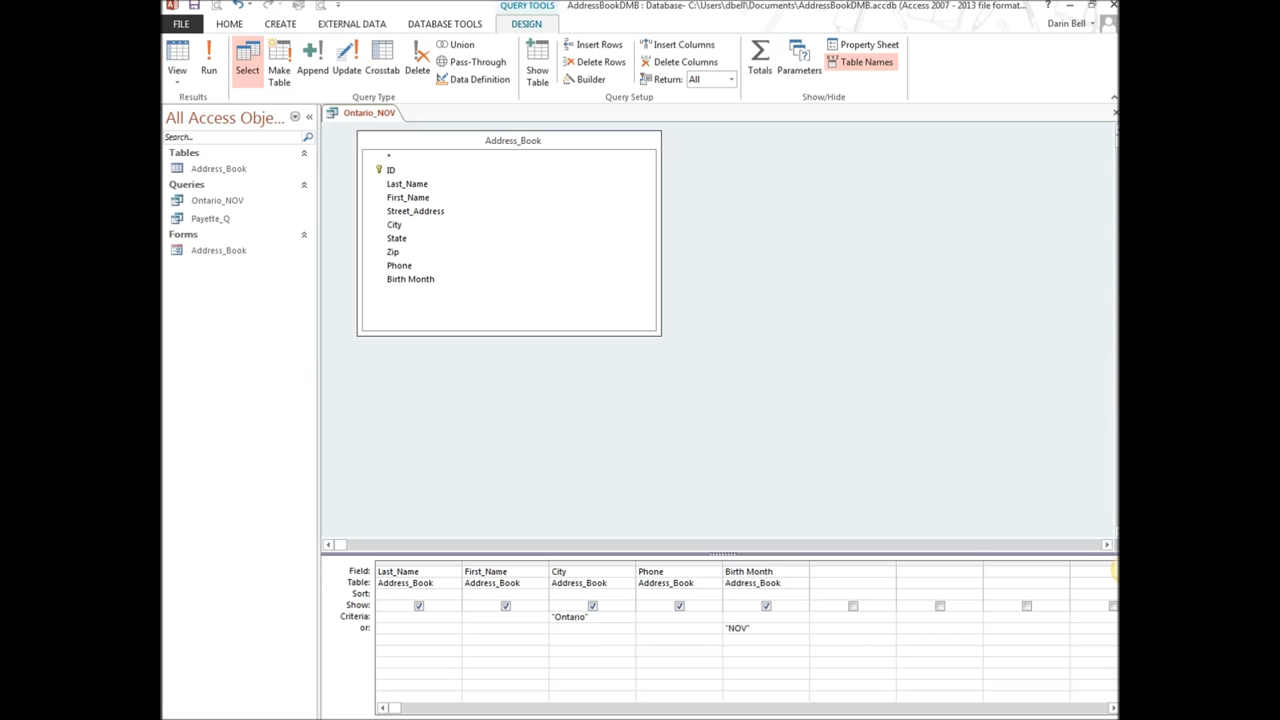 QUERY TOOLS
AddressBookDMB : Database- C:\Users\dbell\Documents\AddressBookDMB.accdb (Access 2007 - 2013 file format...
?
FILE HOME CREATE EXTERNAL DATA DATABASE TOOLS DESIGN Darin Bell
View Run Select Make Table Append Update Crosstab Delete
Union
Pass-Through
Data Definition
Show Table
Insert Rows
Delete Rows
Builder
Insert Columns
Delete Columns
Return: All
Totals Parameters
Property Sheet
Table Names
Results Query Type Query Setup Show/Hide
All Access Obje...
Search...
Tables
Address_Book
Queries
Ontario_NOV
Payette_Q
Forms
Address_Book
Ontario_NOV
Address_Book
*
ID
Last_Name
First_Name
Street_Address
City
State
Zip
Phone
Birth Month
Field: Last_Name First_Name City Phone Birth Month
Table: Address_Book Address_Book Address_Book Address_Book Address_Book
Sort:
Show:
Criteria: "Ontario"
or: "NOV"